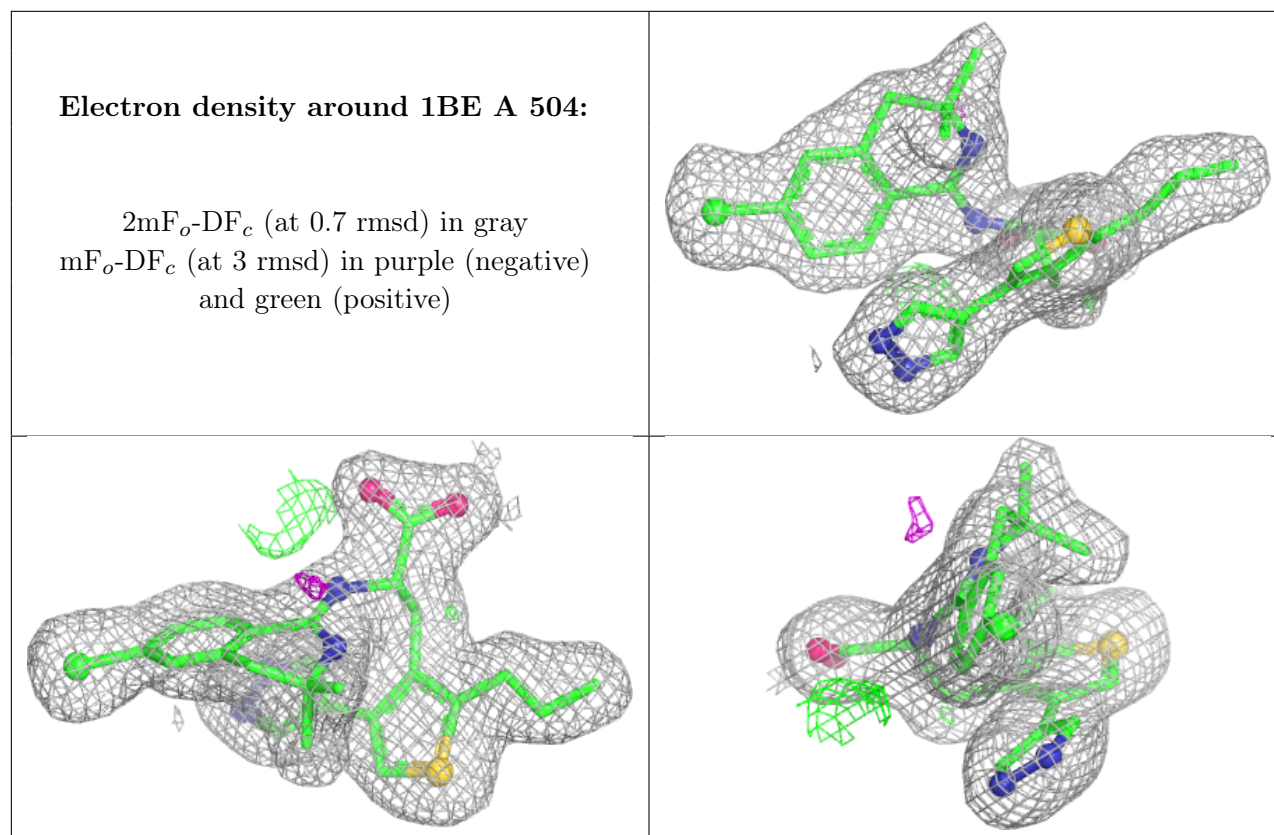 Electron density around 1BE A 504:
2mFo-DFc (at 0.7 rmsd) in gray
mFo-DFc (at 3 rmsd) in purple (negative)
and green (positive)